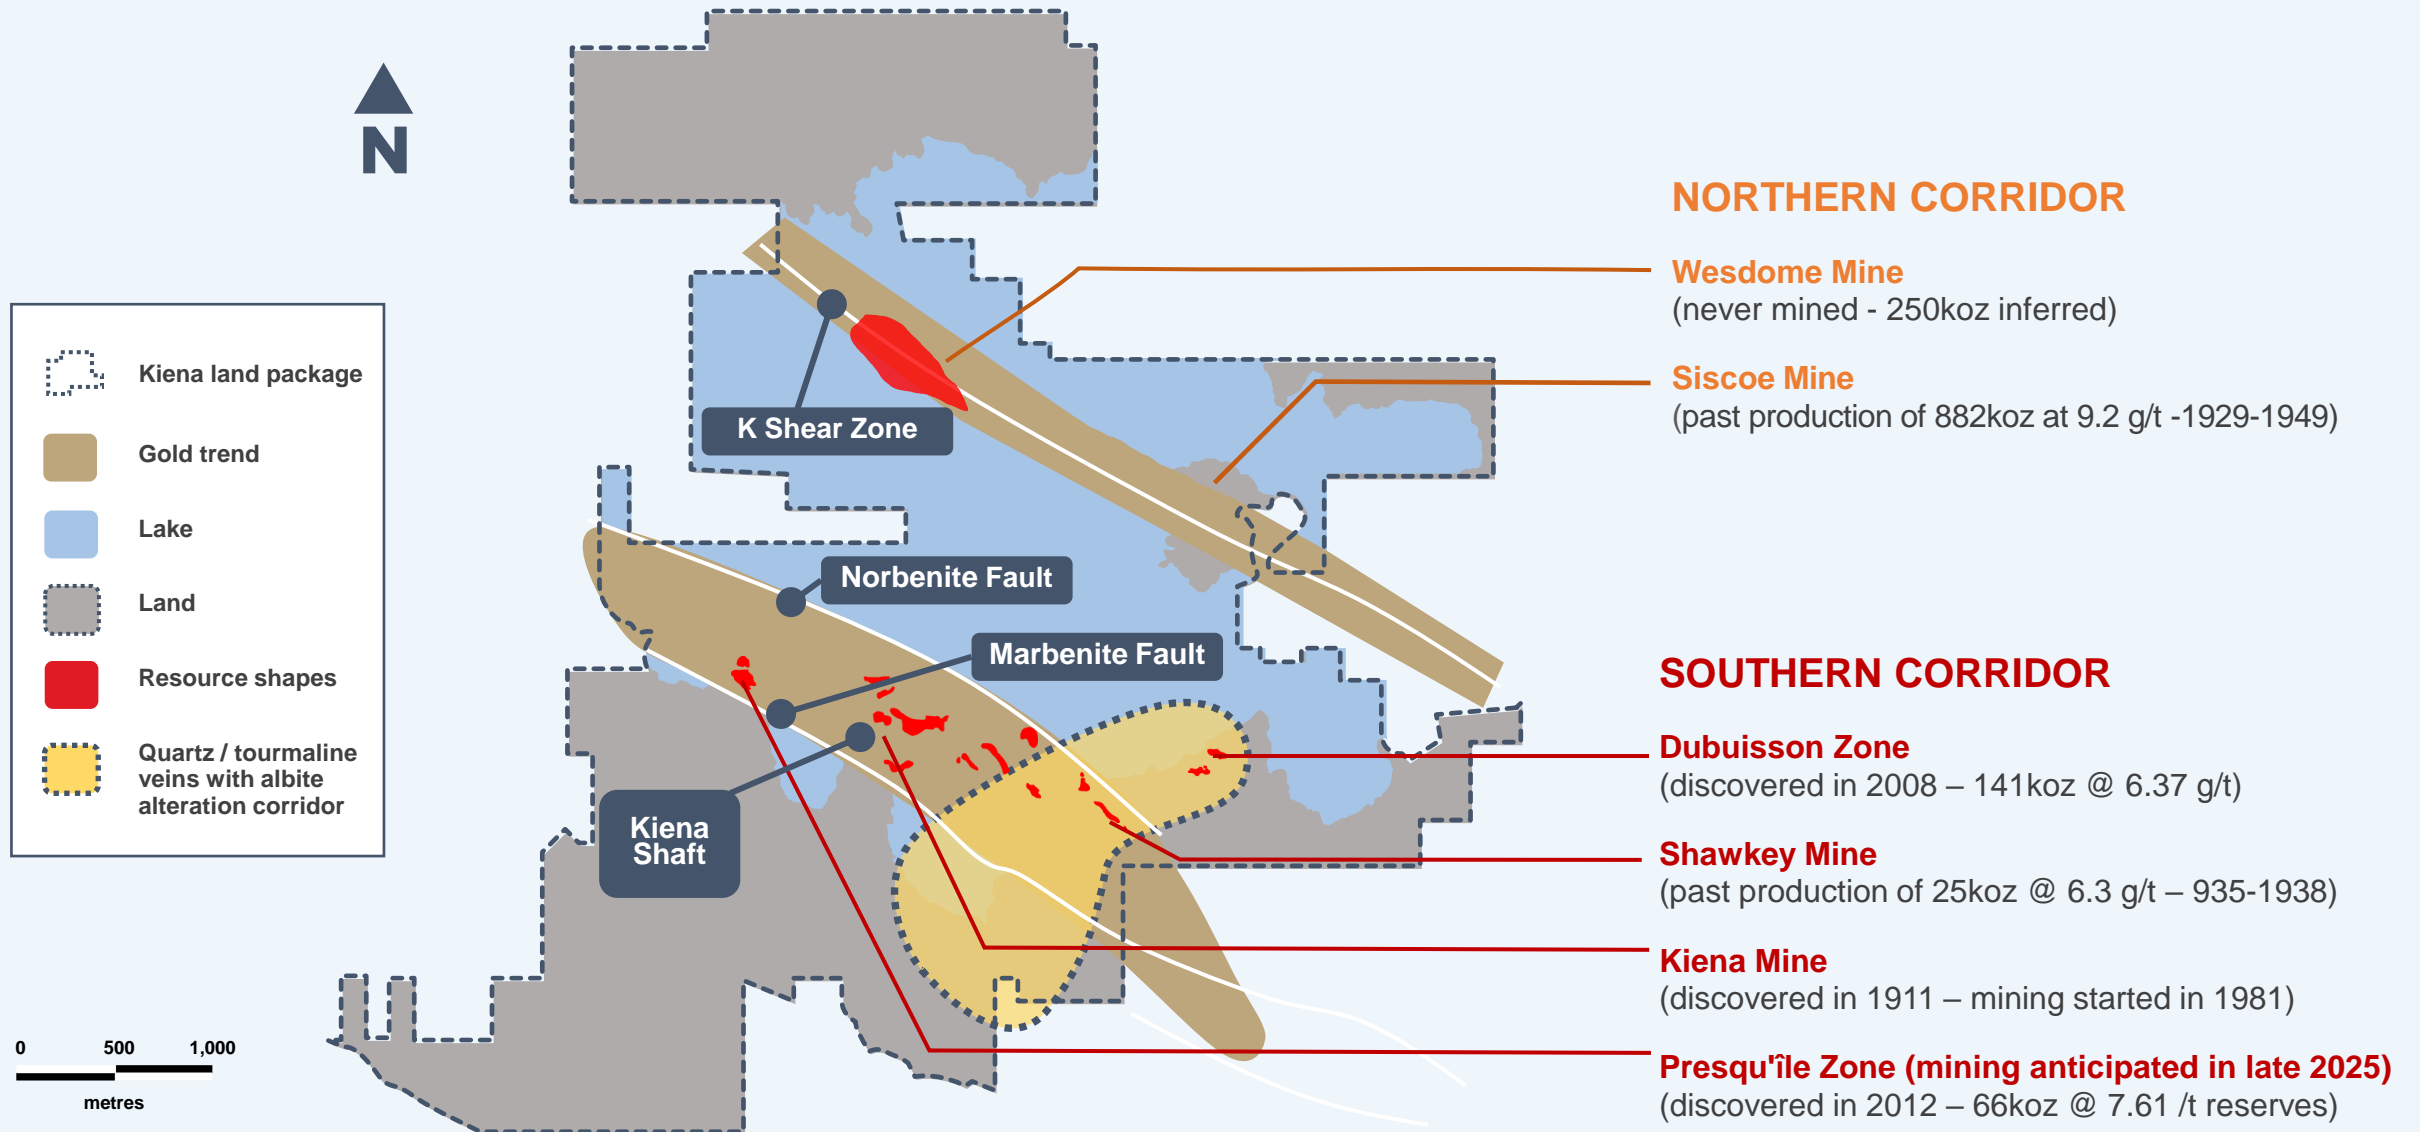 N
Kiena land package
Gold trend
Lake
Land
Resource shapes
Quartz / tourmaline
veins with albite
alteration corridor
0 500 1,000
metres
K Shear Zone
Norbenite Fault
Marbenite Fault
Kiena
Shaft
NORTHERN CORRIDOR
Wesdome Mine
(never mined - 250koz inferred)
Siscoe Mine
(past production of 882koz at 9.2 g/t -1929-1949)
SOUTHERN CORRIDOR
Dubuisson Zone
(discovered in 2008 – 141koz @ 6.37 g/t)
Shawkey Mine
(past production of 25koz @ 6.3 g/t – 935-1938)
Kiena Mine
(discovered in 1911 – mining started in 1981)
Presqu'île Zone (mining anticipated in late 2025)
(discovered in 2012 – 66koz @ 7.61 /t reserves)